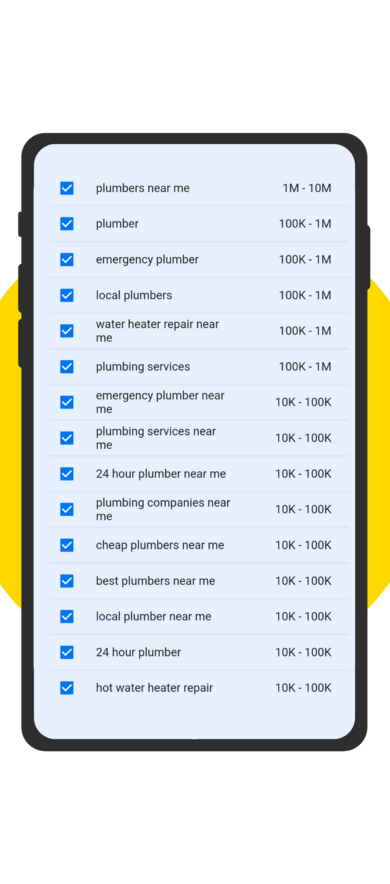 plumbers near me 1M - 10M
plumber 100K - 1M
emergency plumber 100K - 1M
local plumbers 100K - 1M
water heater repair near 100K - 1M
me
plumbing services 100K - 1M
emergency plumber near 10K - 100K
me
plumbing services near 10K - 100K
me
24 hour plumber near me 10K - 100K
plumbing companies near 10K - 100K
me
cheap plumbers near me 10K - 100K
best plumbers near me 10K - 100K
local plumber near me 10K - 100K
24 hour plumber 10K - 100K
hot water heater repair 10K - 100K